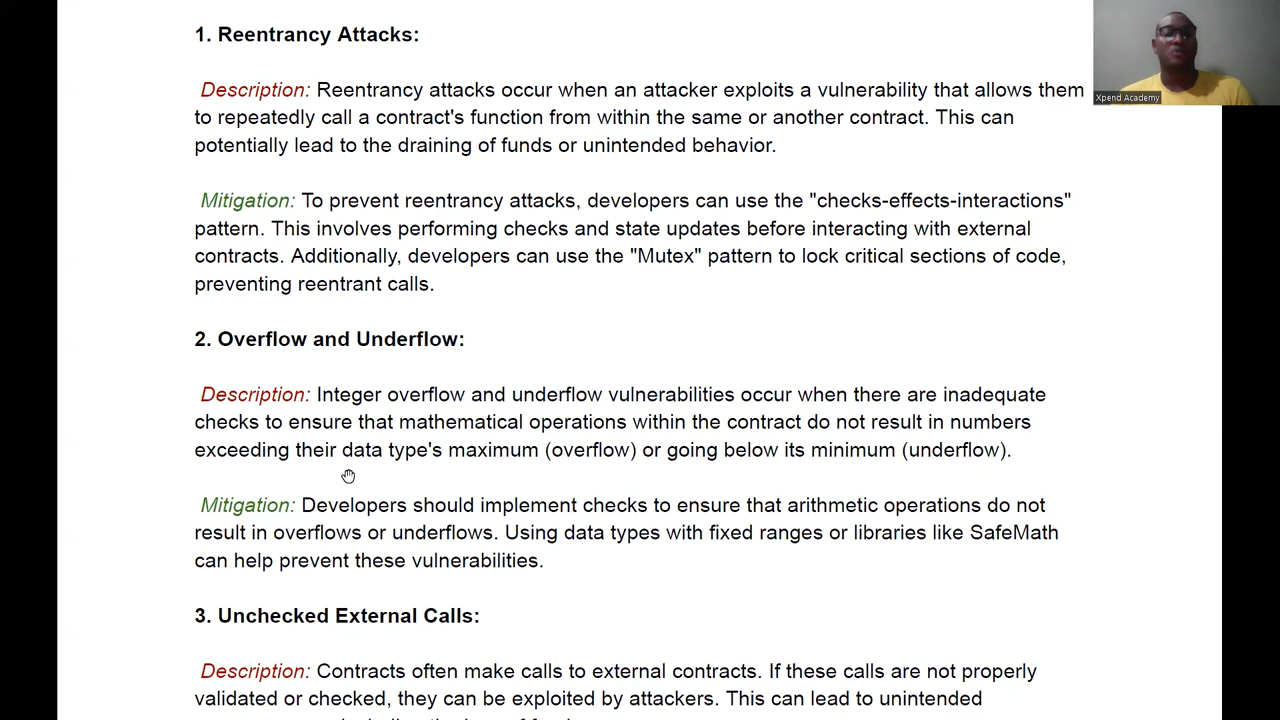 1. Reentrancy Attacks:
Description: Reentrancy attacks occur when an attacker exploits a vulnerability that allows them
to repeatedly call a contract's function from within the same or another contract. This can
potentially lead to the draining of funds or unintended behavior.
Mitigation: To prevent reentrancy attacks, developers can use the "checks-effects-interactions"
pattern. This involves performing checks and state updates before interacting with external
contracts. Additionally, developers can use the "Mutex" pattern to lock critical sections of code,
preventing reentrant calls.
2. Overflow and Underflow:
Description: Integer overflow and underflow vulnerabilities occur when there are inadequate
checks to ensure that mathematical operations within the contract do not result in numbers
exceeding their data type's maximum (overflow) or going below its minimum (underflow).
Mitigation: Developers should implement checks to ensure that arithmetic operations do not
result in overflows or underflows. Using data types with fixed ranges or libraries like SafeMath
can help prevent these vulnerabilities.
3. Unchecked External Calls:
Description: Contracts often make calls to external contracts. If these calls are not properly
validated or checked, they can be exploited by attackers. This can lead to unintended
Xpend Academy